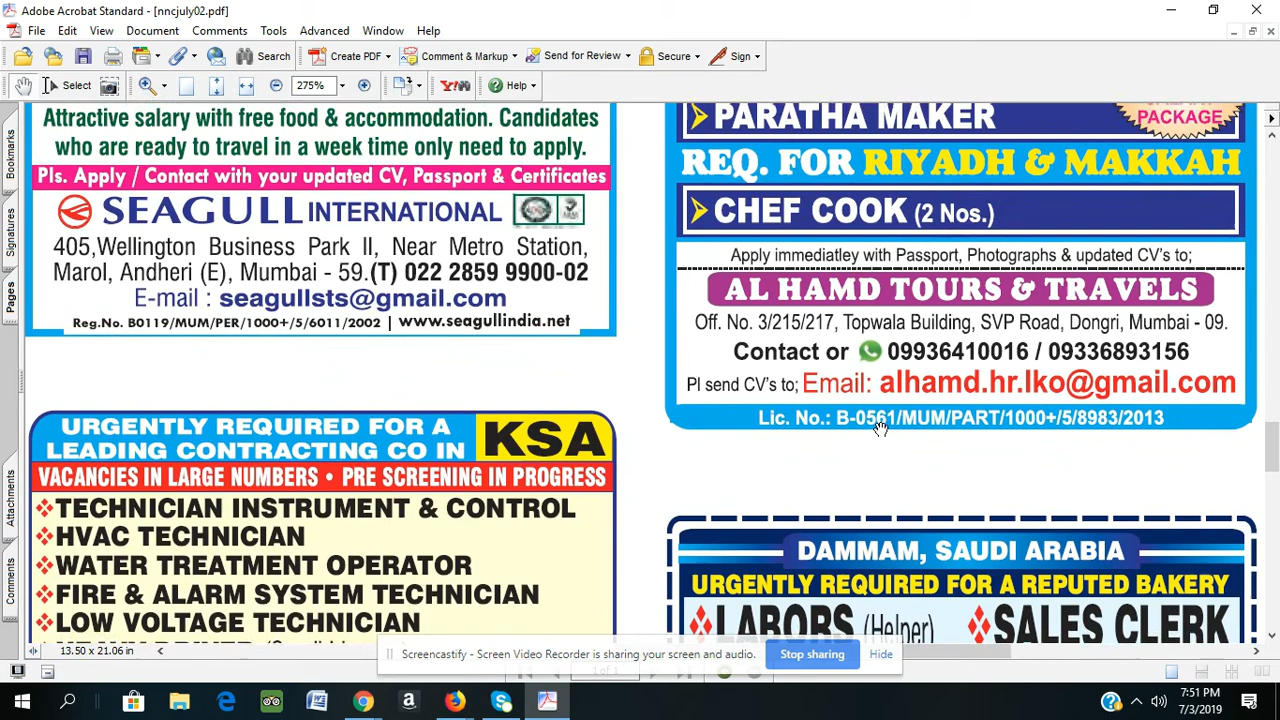 Adobe Acrobat Standard - [nncjuly02.pdf]
File Edit View Document Comments Tools Advanced Window Help
Search Create PDF Comment & Markup Send for Review Secure Sign
Select 275% Y! Help
Bookmarks
Signatures
Pages
Attachments
Comments
Attractive salary with free food & accommodation. Candidates
who are ready to travel in a week time only need to apply.
Pls. Apply / Contact with your updated CV, Passport & Certificates
SEAGULL INTERNATIONAL
405,Wellington Business Park II, Near Metro Station,
Marol, Andheri (E), Mumbai - 59.(T) 022 2859 9900-02
E-mail : seagullsts@gmail.com
Reg.No. B0119/MUM/PER/1000+/5/6011/2002 | www.seagullindia.net
URGENTLY REQUIRED FOR A
LEADING CONTRACTING CO IN KSA
VACANCIES IN LARGE NUMBERS • PRE SCREENING IN PROGRESS
TECHNICIAN INSTRUMENT & CONTROL
HVAC TECHNICIAN
WATER TREATMENT OPERATOR
FIRE & ALARM SYSTEM TECHNICIAN
LOW VOLTAGE TECHNICIAN
PACKAGE
PARATHA MAKER
REQ. FOR RIYADH & MAKKAH
CHEF COOK (2 Nos.)
Apply immediatley with Passport, Photographs & updated CV's to;
AL HAMD TOURS & TRAVELS
Off. No. 3/215/217, Topwala Building, SVP Road, Dongri, Mumbai - 09.
Contact or 09936410016 / 09336893156
Pl send CV's to; Email: alhamd.hr.lko@gmail.com
Lic. No.: B-0561/MUM/PART/1000+/5/8983/2013
DAMMAM, SAUDI ARABIA
URGENTLY REQUIRED FOR A REPUTED BAKERY
LABORS (Helper) SALES CLERK
Screencastify - Screen Video Recorder is sharing your screen and audio. Stop sharing Hide
13.50 x 21.06 in
1 of 1
7:51 PM
7/3/2019